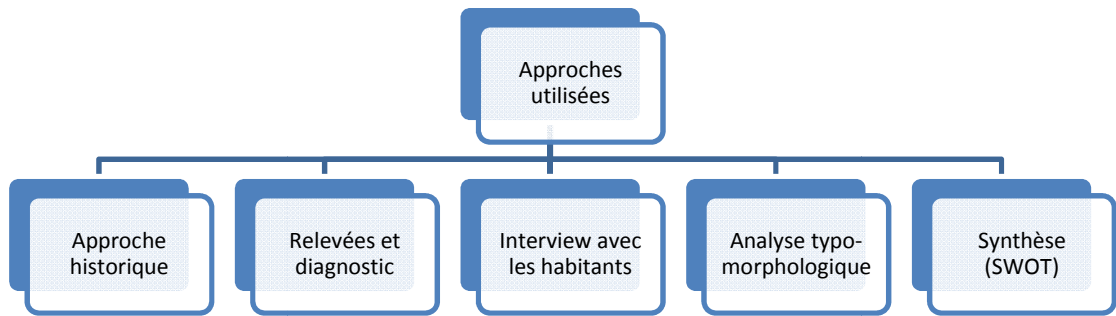 Approches
utilisées
Approche
historique
Relevées et
diagnostic
Interview avec
les habitants
Analyse typo-
morphologique
Synthèse
(SWOT)